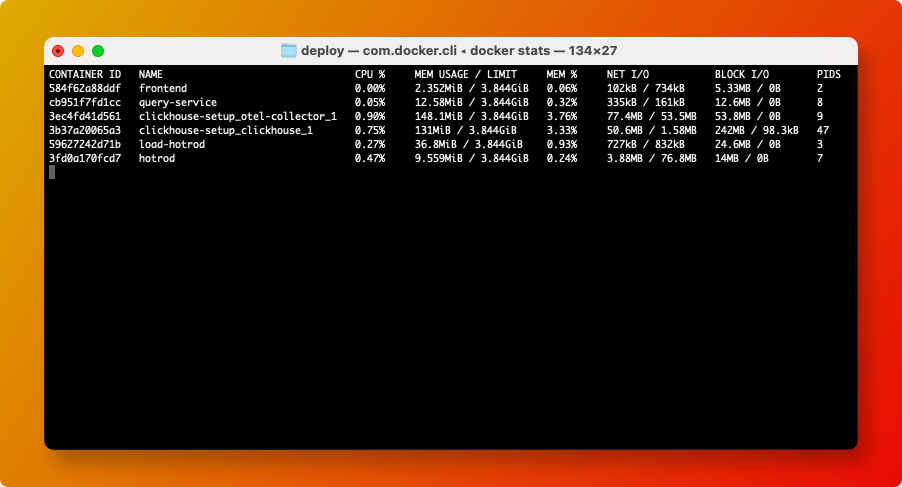 deploy — com.docker.cli ◂ docker stats — 134×27
CONTAINER ID NAME CPU % MEM USAGE / LIMIT MEM % NET I/O BLOCK I/O PIDS
584f62a88ddf frontend 0.00% 2.352MiB / 3.844GiB 0.06% 102kB / 734kB 5.33MB / 0B 2
cb951f7fd1cc query-service 0.05% 12.58MiB / 3.844GiB 0.32% 335kB / 161kB 12.6MB / 0B 8
3ec4fd41d561 clickhouse-setup_otel-collector_1 0.90% 148.1MiB / 3.844GiB 3.76% 77.4MB / 53.5MB 53.8MB / 0B 9
3b37a20065a3 clickhouse-setup_clickhouse_1 0.75% 131MiB / 3.844GiB 3.33% 50.6MB / 1.58MB 242MB / 98.3kB 47
59627242d71b load-hotrod 0.27% 36.8MiB / 3.844GiB 0.93% 727kB / 832kB 24.6MB / 0B 3
3fd0a170fcd7 hotrod 0.47% 9.559MiB / 3.844GiB 0.24% 3.88MB / 76.8MB 14MB / 0B 7